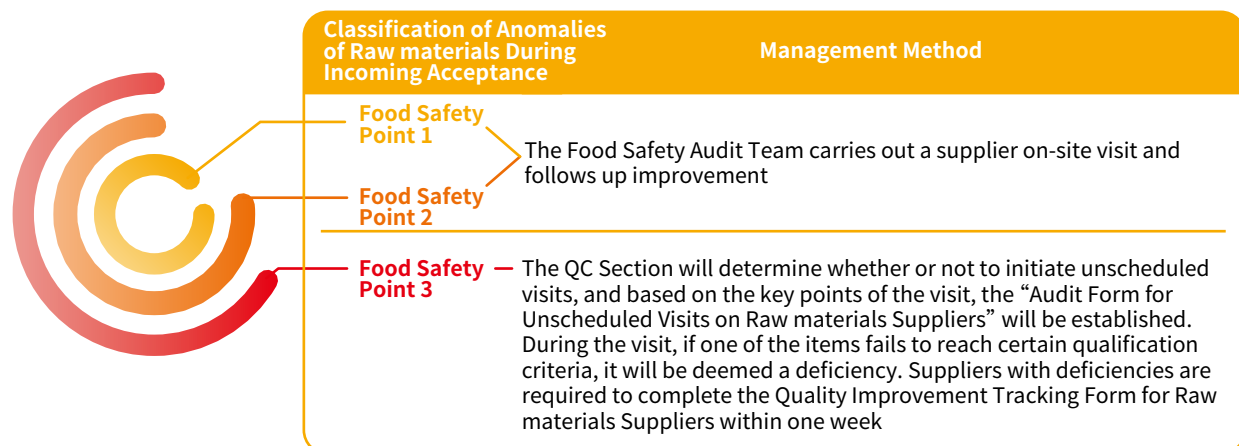 Classification of Anomalies
of Raw materials During
Incoming Acceptance
Management Method
Food Safety
Point 1
The Food Safety Audit Team carries out a supplier on-site visit and
follows up improvement
Food Safety
Point 2
Food Safety
Point 3
The QC Section will determine whether or not to initiate unscheduled
visits, and based on the key points of the visit, the “Audit Form for
Unscheduled Visits on Raw materials Suppliers” will be established.
During the visit, if one of the items fails to reach certain qualification
criteria, it will be deemed a deficiency. Suppliers with deficiencies are
required to complete the Quality Improvement Tracking Form for Raw
materials Suppliers within one week